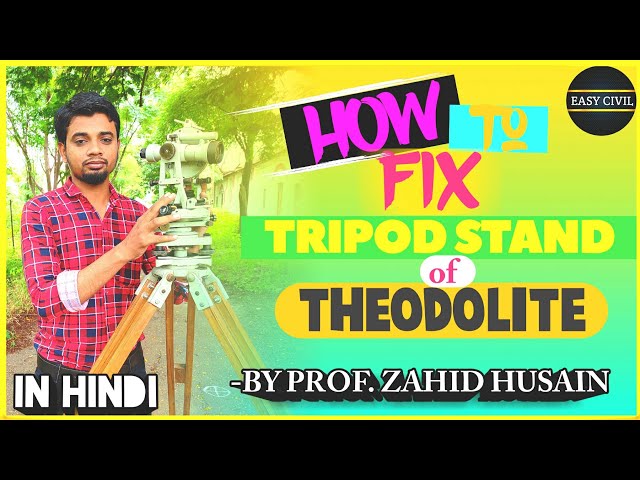 EASY CIVIL
HOW TO
FIX
TRIPOD STAND
of
THEODOLITE
-BY PROF. ZAHID HUSAIN
IN HINDI